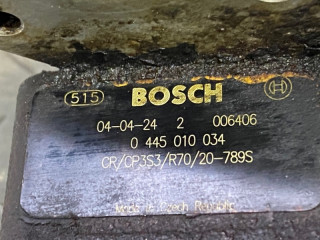 515 BOSCH
04-04-24 2 006406
0 445 010 034
CR/CP3S3/R70/20-789S
Made in Czech Republic